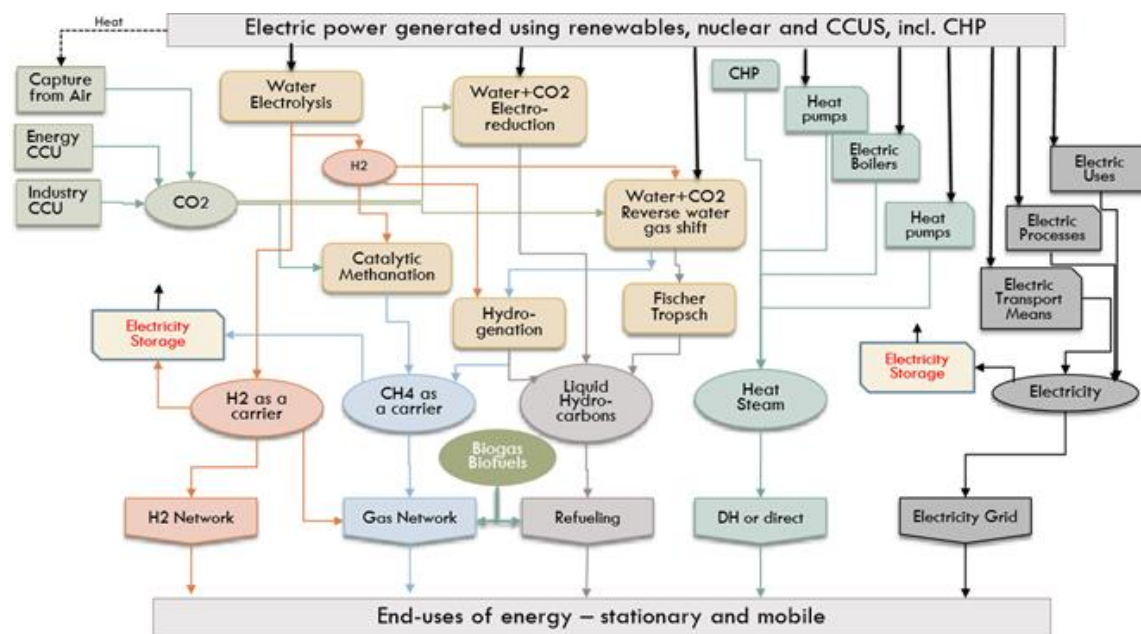 Electric power generated using renewables, nuclear and CCUS, incl. CHP
Heat
Capture
from Air
Energy
CCU
Industry
CCU
CO2
Water
Electrolysis
H2
Water+CO2
Electro-
reduction
Water+CO2
Reverse water
gas shift
Catalytic
Methanation
Hydro-
genation
Fischer
Tropsch
CHP
Heat
pumps
Electric
Boilers
Heat
pumps
Electric
Uses
Electric
Processes
Electric
Transport
Means
Electricity
Storage
Electricity
Storage
H2 as a
carrier
CH4 as
a carrier
Liquid
Hydro-
carbons
Heat
Steam
Electricity
Biogas
Biofuels
H2 Network
Gas Network
Refueling
DH or direct
Electricity Grid
End-uses of energy – stationary and mobile